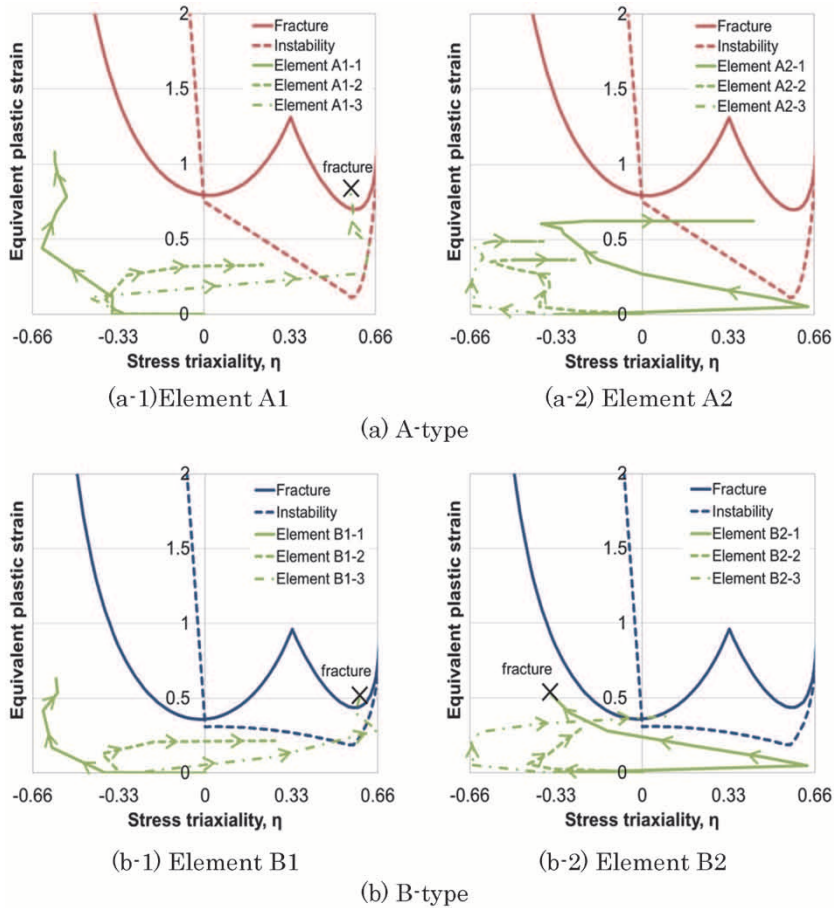 2
Fracture
Instability
Element A1-1
Element A1-2
Element A1-3
1.5
1
0.5
0
fracture
Equivalent plastic strain
-0.66 -0.33 0 0.33 0.66
Stress triaxiality, η
(a-1)Element A1
2
Fracture
Instability
Element A2-1
Element A2-2
Element A2-3
1.5
1
0.5
0
Equivalent plastic strain
-0.66 -0.33 0 0.33 0.66
Stress triaxiality, η
(a-2) Element A2
(a) A-type
2
Fracture
Instability
Element B1-1
Element B1-2
Element B1-3
1.5
1
0.5
0
fracture
Equivalent plastic strain
-0.66 -0.33 0 0.33 0.66
Stress triaxiality, η
(b-1) Element B1
2
Fracture
Instability
Element B2-1
Element B2-2
Element B2-3
1.5
1
0.5
0
fracture
Equivalent plastic strain
-0.66 -0.33 0 0.33 0.66
Stress triaxiality, η
(b-2) Element B2
(b) B-type